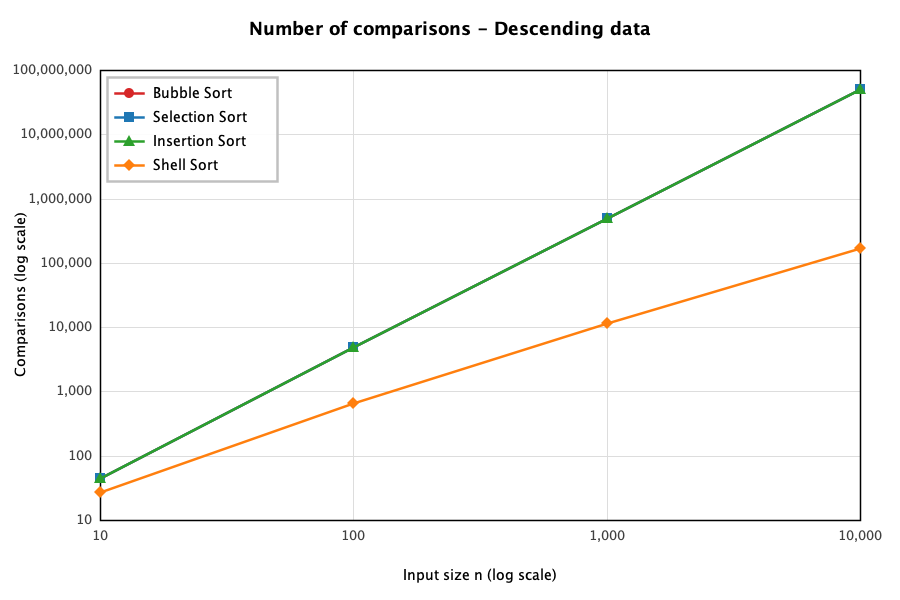 Number of comparisons – Descending data
100,000,000
10,000,000
1,000,000
100,000
10,000
1,000
100
10
Comparisons (log scale)
Bubble Sort
Selection Sort
Insertion Sort
Shell Sort
10 100 1,000 10,000
Input size n (log scale)